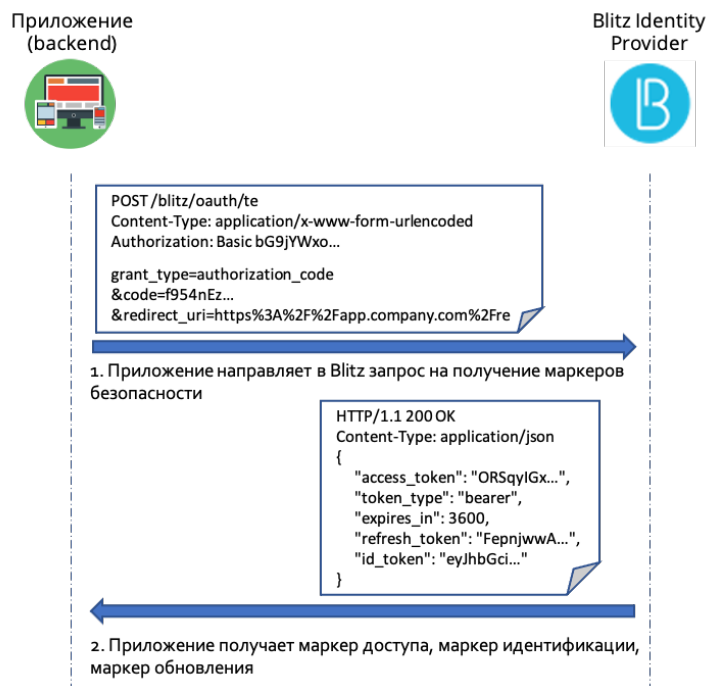 Приложение
(backend)
Blitz Identity
Provider
POST /blitz/oauth/te
Content-Type: application/x-www-form-urlencoded
Authorization: Basic bG9jYWxo...
grant_type=authorization_code
&code=f954nEz...
&redirect_uri=https%3A%2F%2Fapp.company.com%2Fre
1. Приложение направляет в Blitz запрос на получение маркеров
безопасности
HTTP/1.1 200 OK
Content-Type: application/json
{
"access_token": "ORSqyIGx...",
"token_type": "bearer",
"expires_in": 3600,
"refresh_token": "FepnjwwA...",
"id_token": "eyJhbGci..."
}
2. Приложение получает маркер доступа, маркер идентификации,
маркер обновления